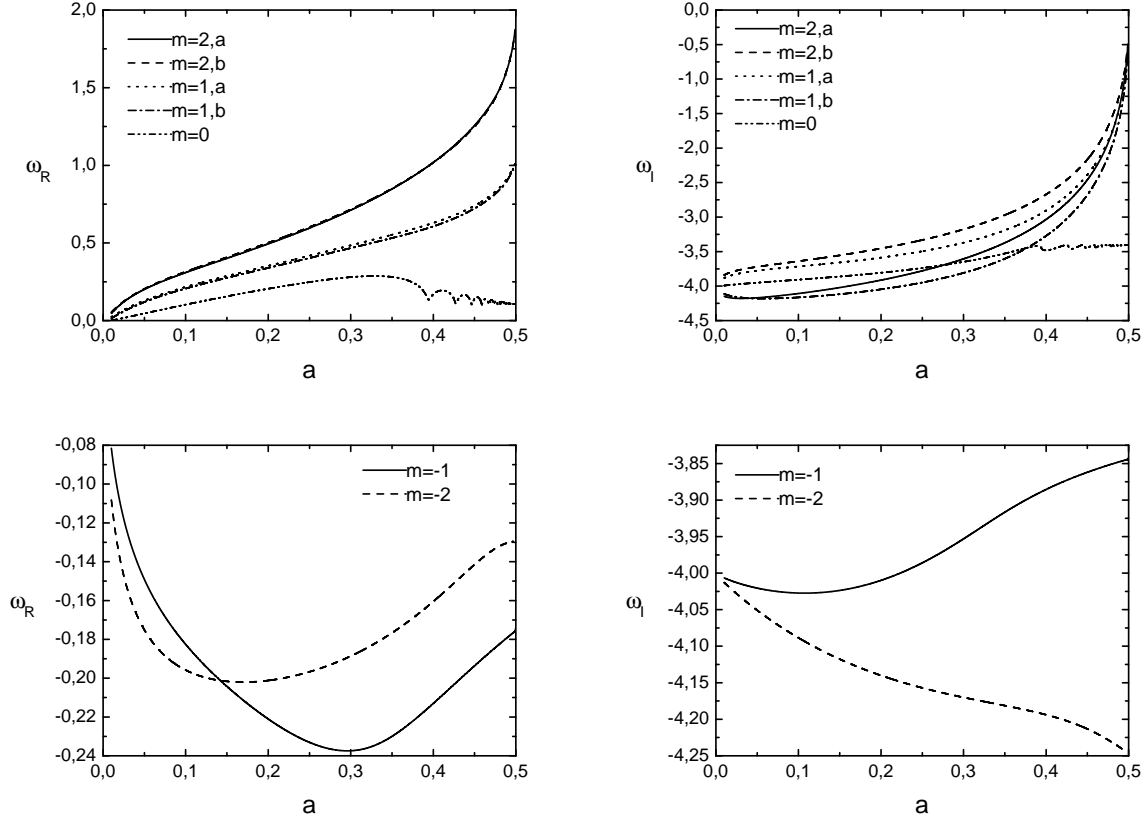 2,0
1,5
1,0
0,5
0,0
ω_R
m=2,a
m=2,b
m=1,a
m=1,b
m=0
0,0 0,1 0,2 0,3 0,4 0,5
a
0,0
-0,5
-1,0
-1,5
-2,0
-2,5
-3,0
-3,5
-4,0
-4,5
ω_I
m=2,a
m=2,b
m=1,a
m=1,b
m=0
0,0 0,1 0,2 0,3 0,4 0,5
a
-0,08
-0,10
-0,12
-0,14
-0,16
-0,18
-0,20
-0,22
-0,24
ω_R
m=-1
m=-2
0,0 0,1 0,2 0,3 0,4 0,5
a
-3,85
-3,90
-3,95
-4,00
-4,05
-4,10
-4,15
-4,20
-4,25
ω_I
m=-1
m=-2
0,0 0,1 0,2 0,3 0,4 0,5
a